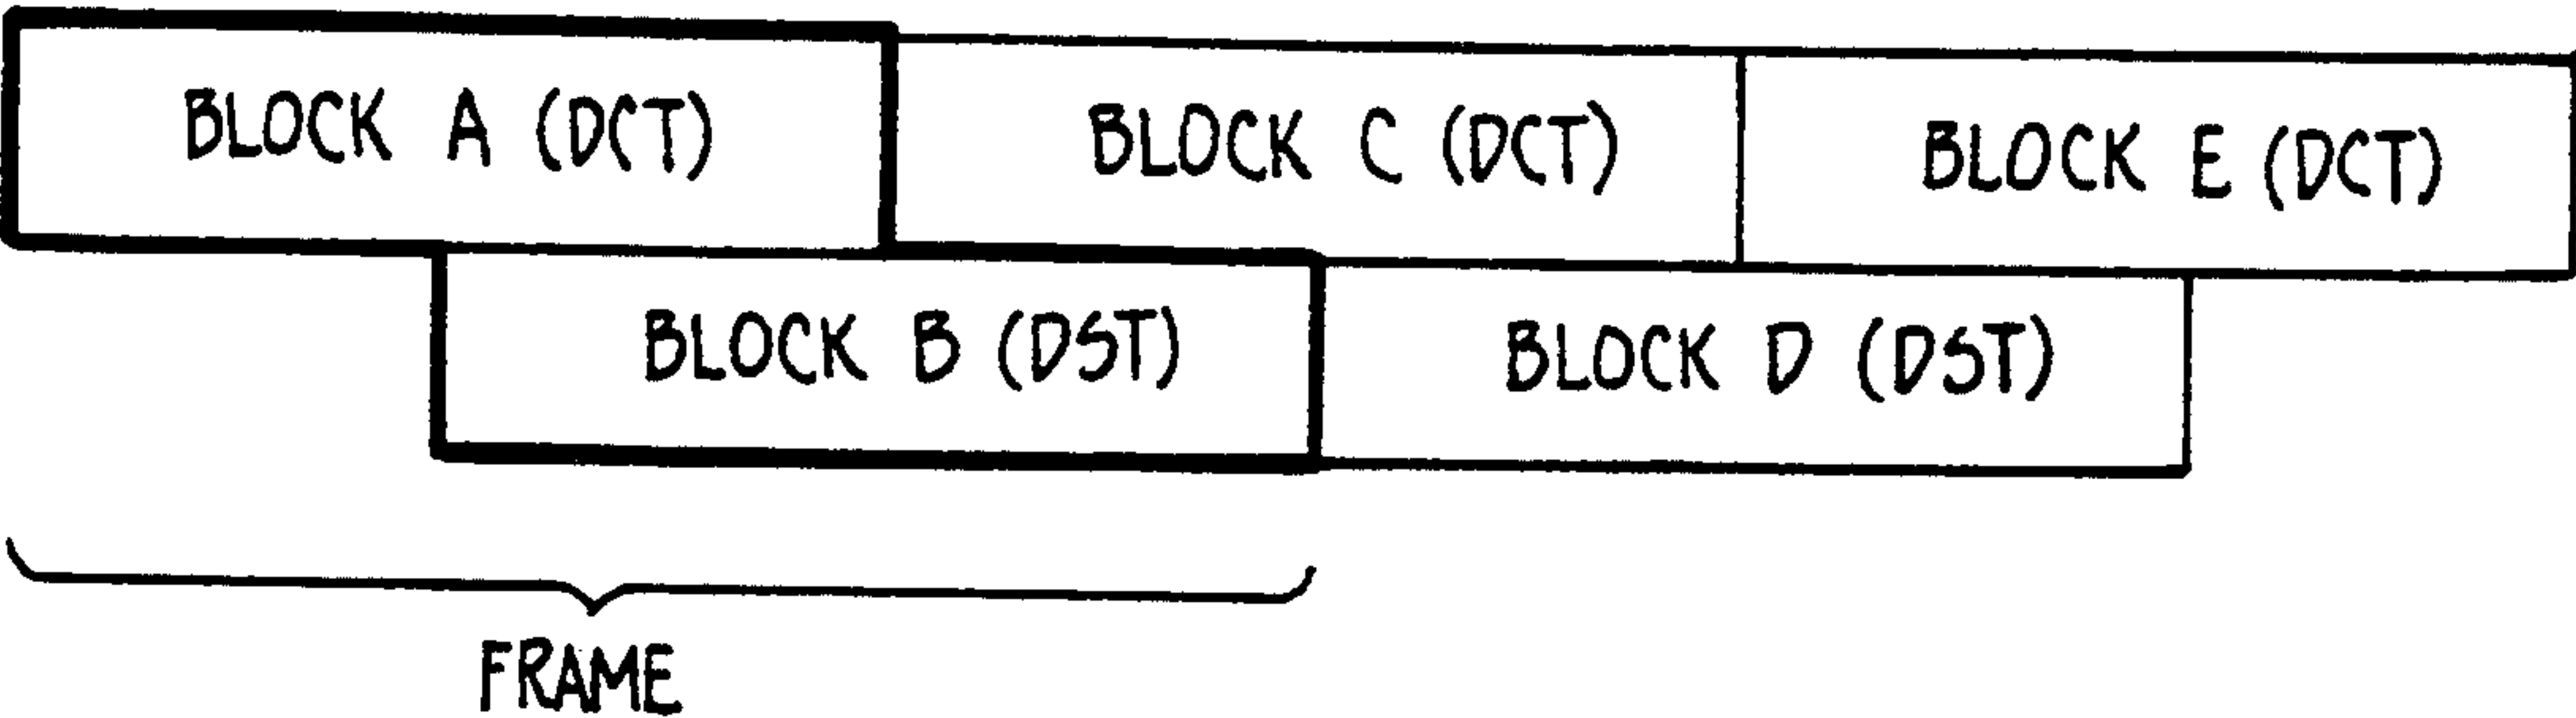 BLOCK A (DCT)
BLOCK C (DCT)
BLOCK E (DCT)
BLOCK B (DST)
BLOCK D (DST)
FRAME